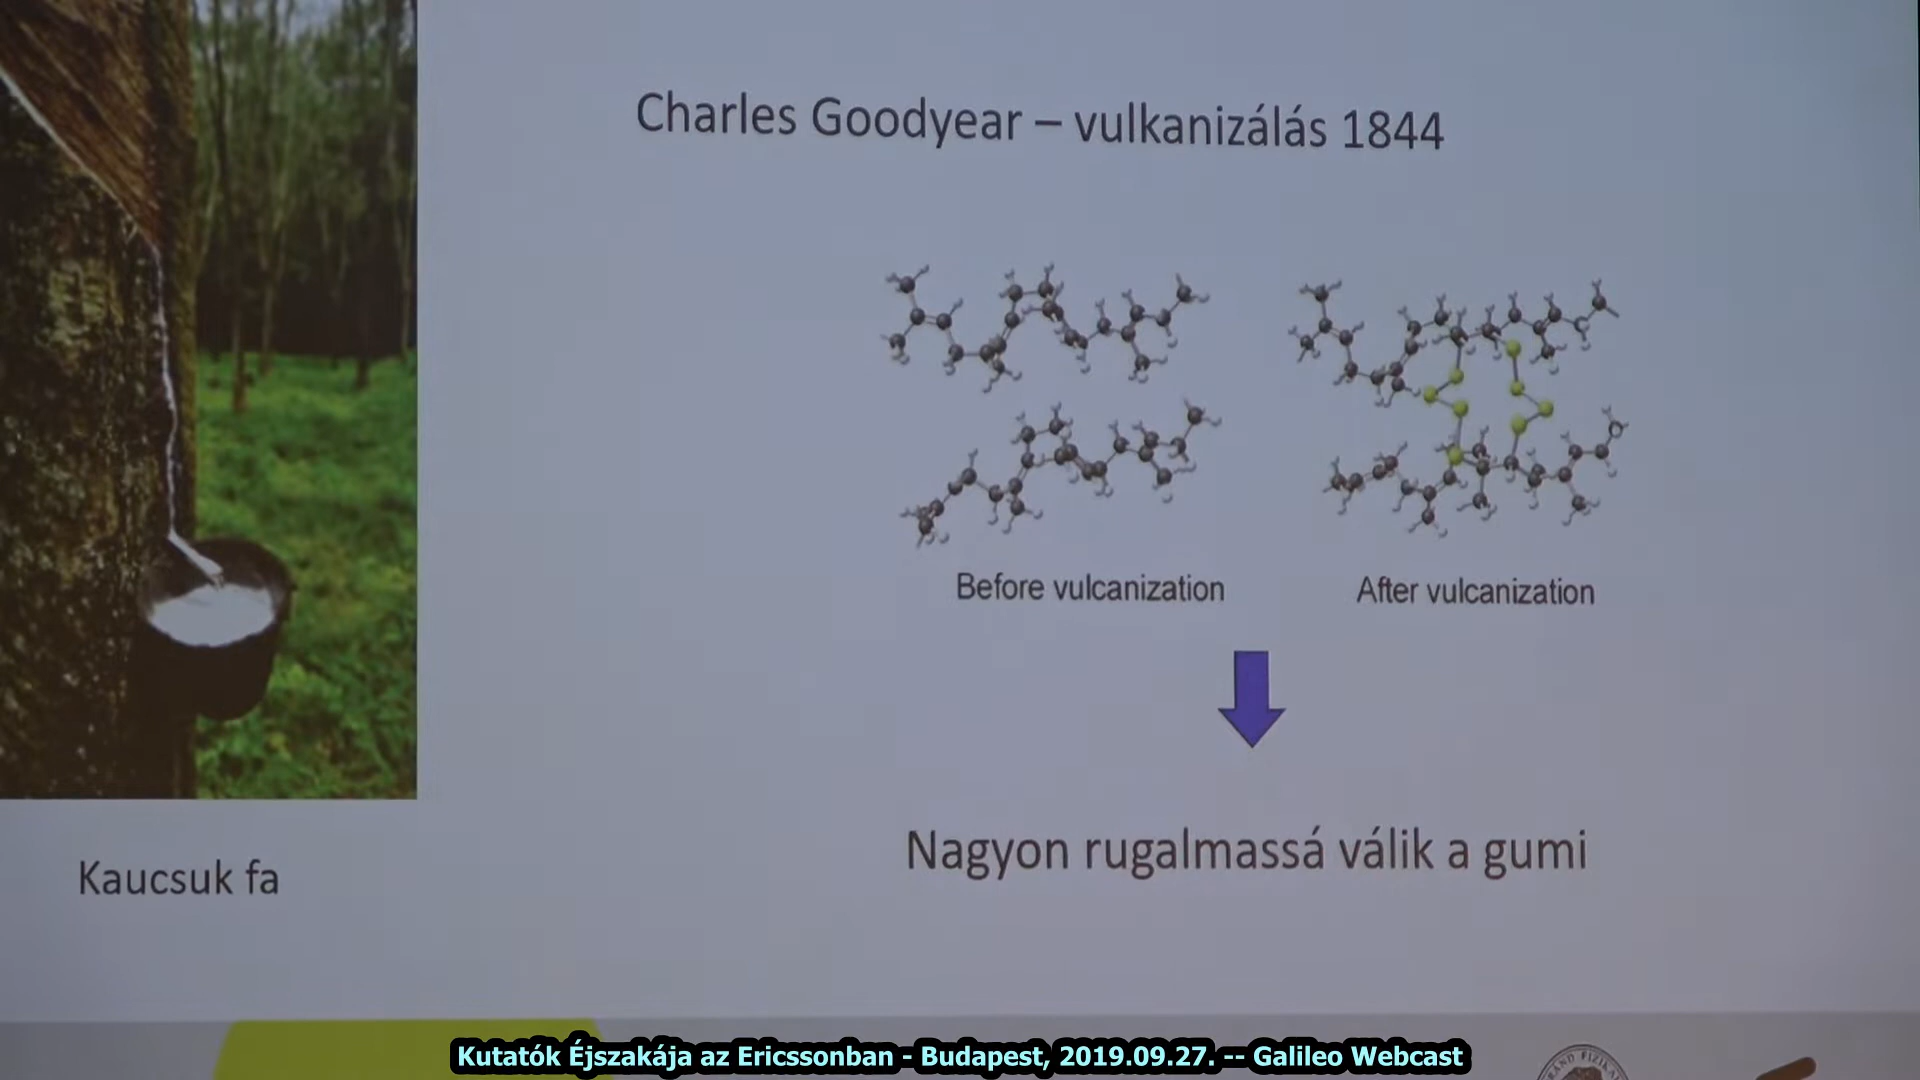 Charles Goodyear – vulkanizálás 1844
Before vulcanization
After vulcanization
Nagyon rugalmassá válik a gumi
Kaucsuk fa
Kutatók Éjszakája az Ericssonban - Budapest, 2019.09.27. -- Galileo Webcast